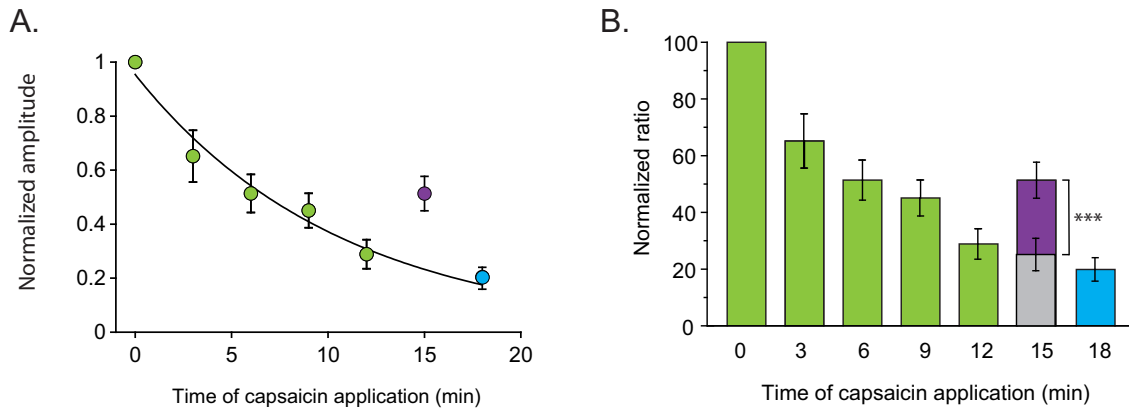 A.
Normalized amplitude
1
0.8
0.6
0.4
0.2
0
0 5 10 15 20
Time of capsaicin application (min)
B.
Normalized ratio
100
80
60
40
20
0
***
0 3 6 9 12 15 18
Time of capsaicin application (min)